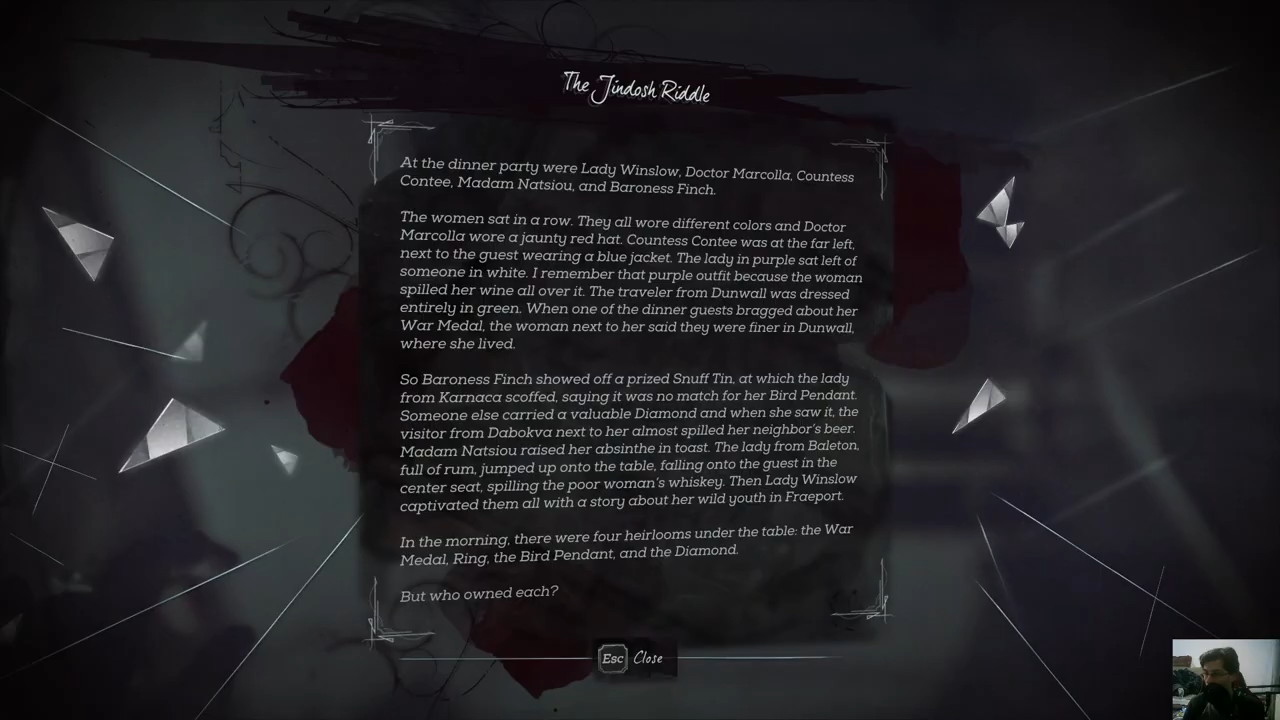 The Jindosh Riddle
At the dinner party were Lady Winslow, Doctor Marcolla, Countess
Contee, Madam Natsiou, and Baroness Finch.
The women sat in a row. They all wore different colors and Doctor
Marcolla wore a jaunty red hat. Countess Contee was at the far left,
next to the guest wearing a blue jacket. The lady in purple sat left of
someone in white. I remember that purple outfit because the woman
spilled her wine all over it. The traveler from Dunwall was dressed
entirely in green. When one of the dinner guests bragged about her
War Medal, the woman next to her said they were finer in Dunwall,
where she lived.
So Baroness Finch showed off a prized Snuff Tin, at which the lady
from Karnaca scoffed, saying it was no match for her Bird Pendant.
Someone else carried a valuable Diamond and when she saw it, the
visitor from Dabokva next to her almost spilled her neighbor's beer.
Madam Natsiou raised her absinthe in toast. The lady from Baleton,
full of rum, jumped up onto the table, falling onto the guest in the
center seat, spilling the poor woman's whiskey. Then Lady Winslow
captivated them all with a story about her wild youth in Fraeport.
In the morning, there were four heirlooms under the table: the War
Medal, Ring, the Bird Pendant, and the Diamond.
But who owned each?
Esc Close